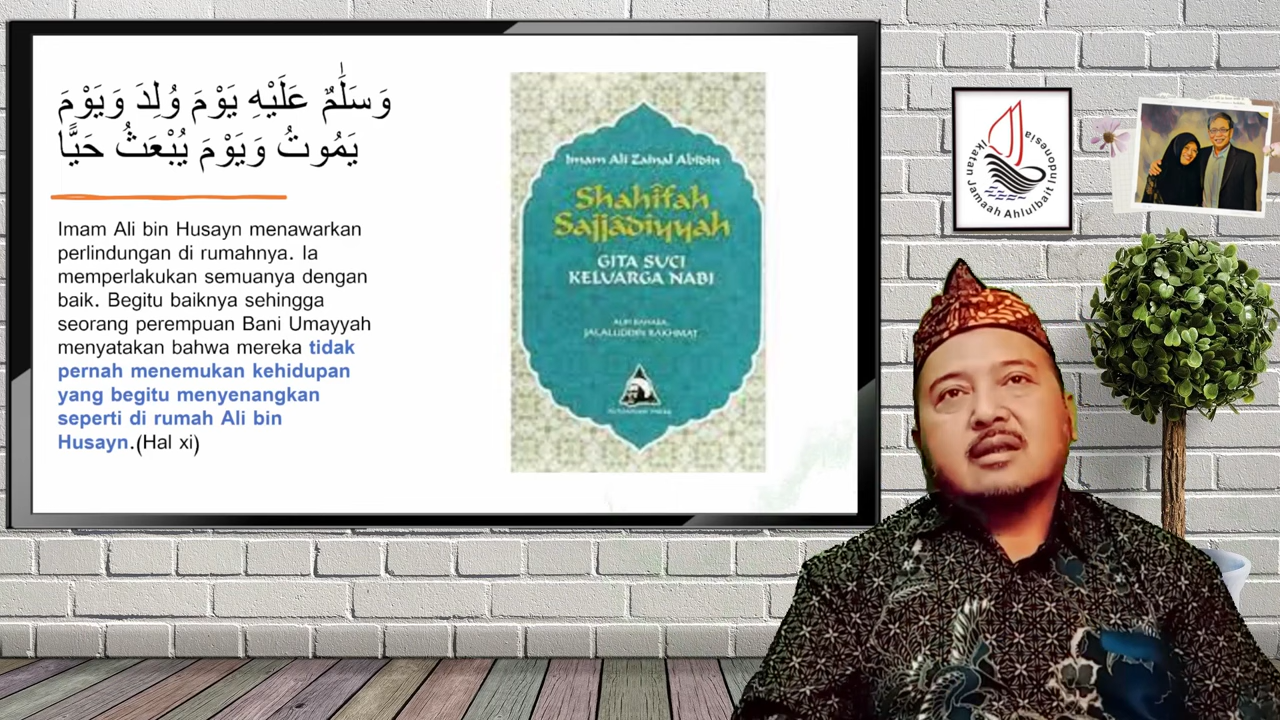 وَسَلَٰمٌ عَلَيْهِ يَوْمَ وُلِدَ وَيَوْمَ
يَمُوتُ وَيَوْمَ يُبْعَثُ حَيًّا
Imam Ali bin Husayn menawarkan
perlindungan di rumahnya. Ia
memperlakukan semuanya dengan
baik. Begitu baiknya sehingga
seorang perempuan Bani Umayyah
menyatakan bahwa mereka tidak
pernah menemukan kehidupan
yang begitu menyenangkan
seperti di rumah Ali bin
Husayn.(Hal xi)
Imam Ali Zainal Abidin
Shahîfah
Sajjâdiyyah
GITA SUCI
KELUARGA NABI
ALIH BAHASA:
JALALUDDIN RAKHMAT
Ikatan Jamaah Ahlulbait Indonesia